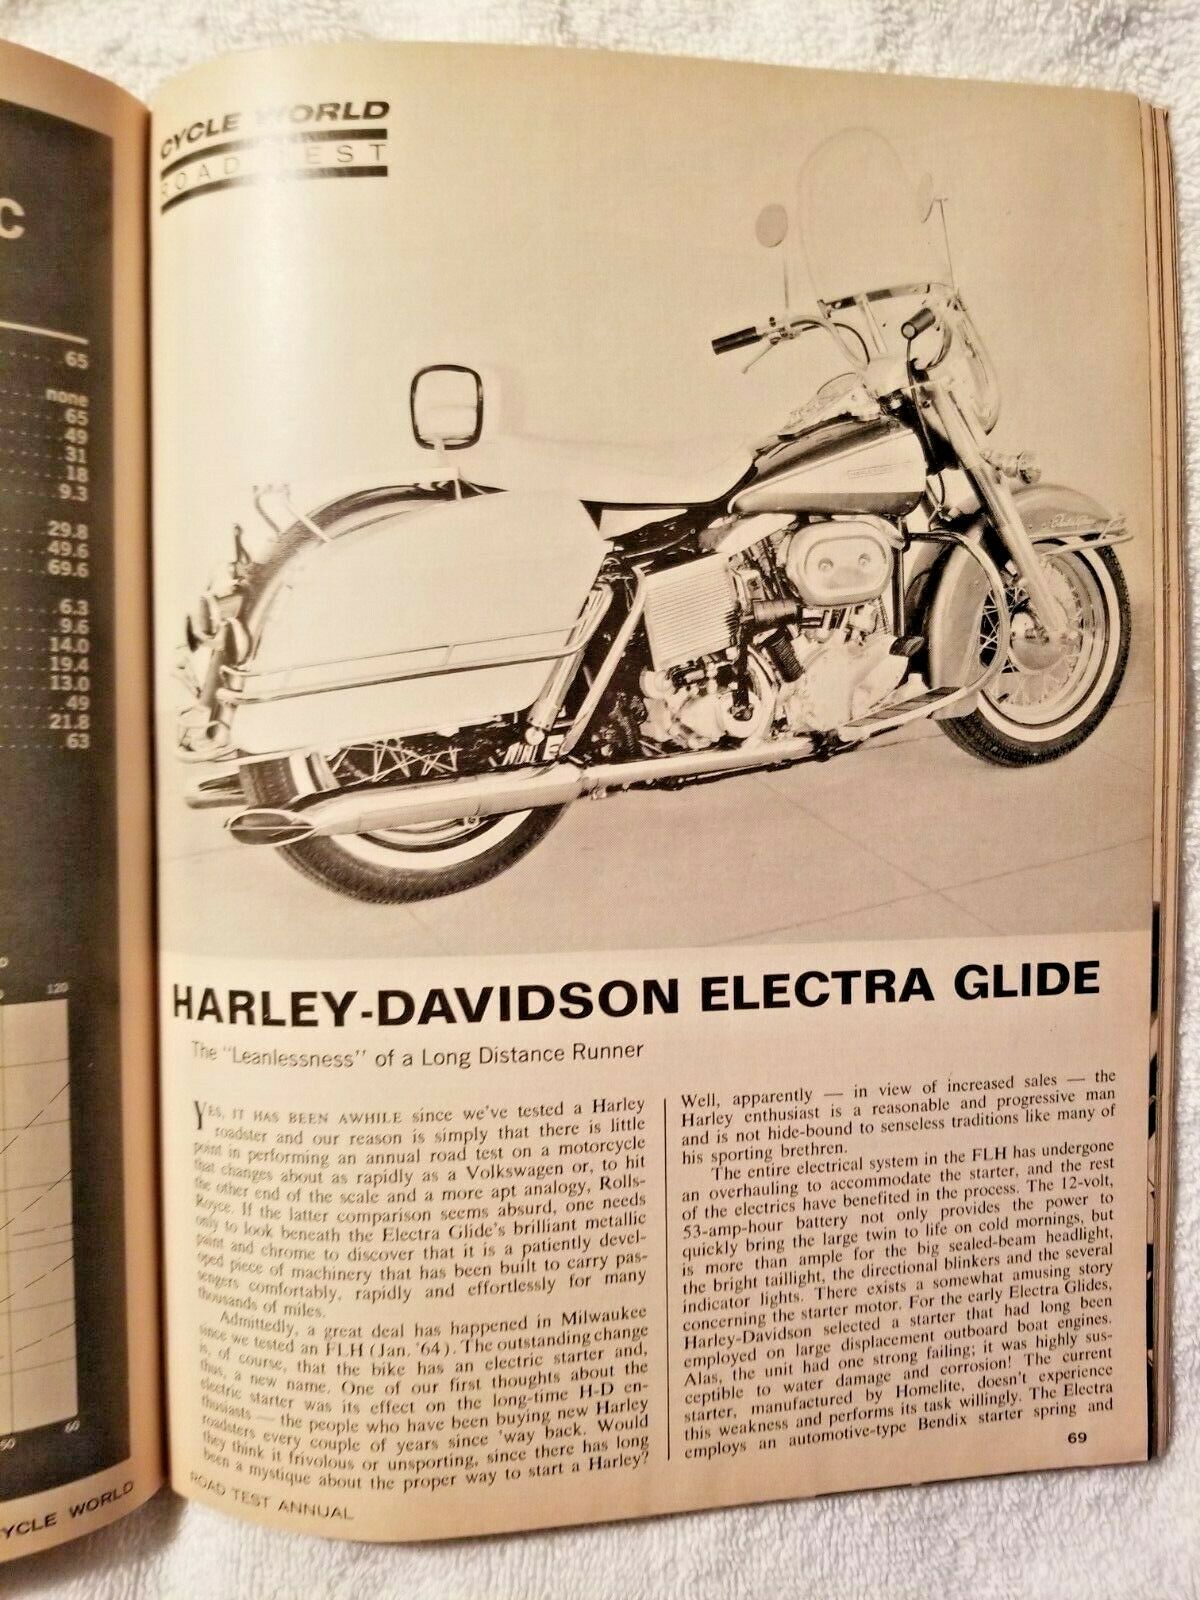 C
65
none
65
49
31
18
9.3
29.8
49.6
69.6
6.3
9.6
14.0
19.4
13.0
49
21.8
63
120
60
YCLE WORLD
CYCLE WORLD
ROAD TEST
HARLEY-DAVIDSON ELECTRA GLIDE
The "Leanlessness" of a Long Distance Runner
YES, IT HAS BEEN AWHILE since we've tested a Harley
roadster and our reason is simply that there is little
point in performing an annual road test on a motorcycle
that changes about as rapidly as a Volkswagen or, to hit
the other end of the scale and a more apt analogy, Rolls-
Royce. If the latter comparison seems absurd, one needs
only to look beneath the Electra Glide's brilliant metallic
paint and chrome to discover that it is a patiently devel-
oped piece of machinery that has been built to carry pas-
sengers comfortably, rapidly and effortlessly for many
thousands of miles.
Admittedly, a great deal has happened in Milwaukee
since we tested an FLH (Jan. '64). The outstanding change
is, of course, that the bike has an electric starter and,
thus, a new name. One of our first thoughts about the
electric starter was its effect on the long-time H-D en-
thusiasts — the people who have been buying new Harley
roadsters every couple of years since 'way back. Would
they think it frivolous or unsporting, since there has long
been a mystique about the proper way to start a Harley?
Well, apparently — in view of increased sales — the
Harley enthusiast is a reasonable and progressive man
and is not hide-bound to senseless traditions like many of
his sporting brethren.
The entire electrical system in the FLH has undergone
an overhauling to accommodate the starter, and the rest
of the electrics have benefited in the process. The 12-volt,
53-amp-hour battery not only provides the power to
quickly bring the large twin to life on cold mornings, but
is more than ample for the big sealed-beam headlight,
the bright taillight, the directional blinkers and the several
indicator lights. There exists a somewhat amusing story
concerning the starter motor. For the early Electra Glides,
Harley-Davidson selected a starter that had long been
employed on large displacement outboard boat engines.
Alas, the unit had one strong failing; it was highly sus-
ceptible to water damage and corrosion! The current
starter, manufactured by Homelite, doesn't experience
this weakness and performs its task willingly. The Electra
employs an automotive-type Bendix starter spring and
69
ROAD TEST ANNUAL